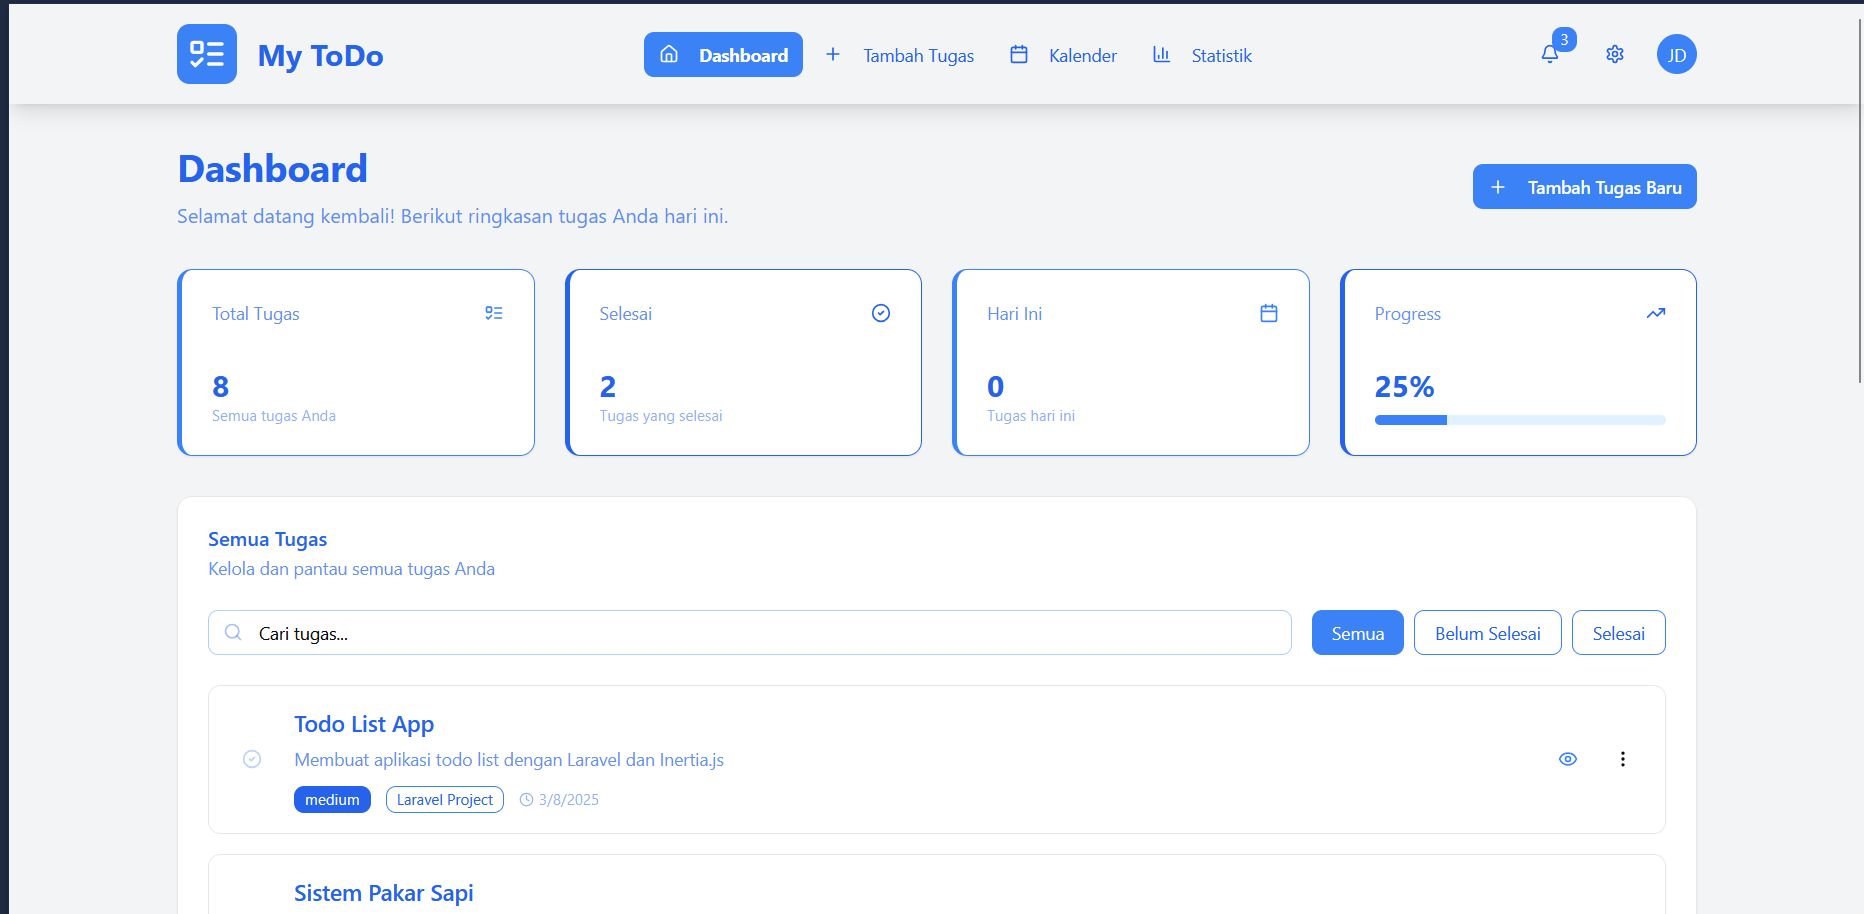 My ToDo
Dashboard
Tambah Tugas
Kalender
Statistik
3
JD
Dashboard
Selamat datang kembali! Berikut ringkasan tugas Anda hari ini.
Tambah Tugas Baru
Total Tugas
8
Semua tugas Anda
Selesai
2
Tugas yang selesai
Hari Ini
0
Tugas hari ini
Progress
25%
Semua Tugas
Kelola dan pantau semua tugas Anda
Cari tugas...
Semua
Belum Selesai
Selesai
Todo List App
Membuat aplikasi todo list dengan Laravel dan Inertia.js
medium
Laravel Project
3/8/2025
Sistem Pakar Sapi